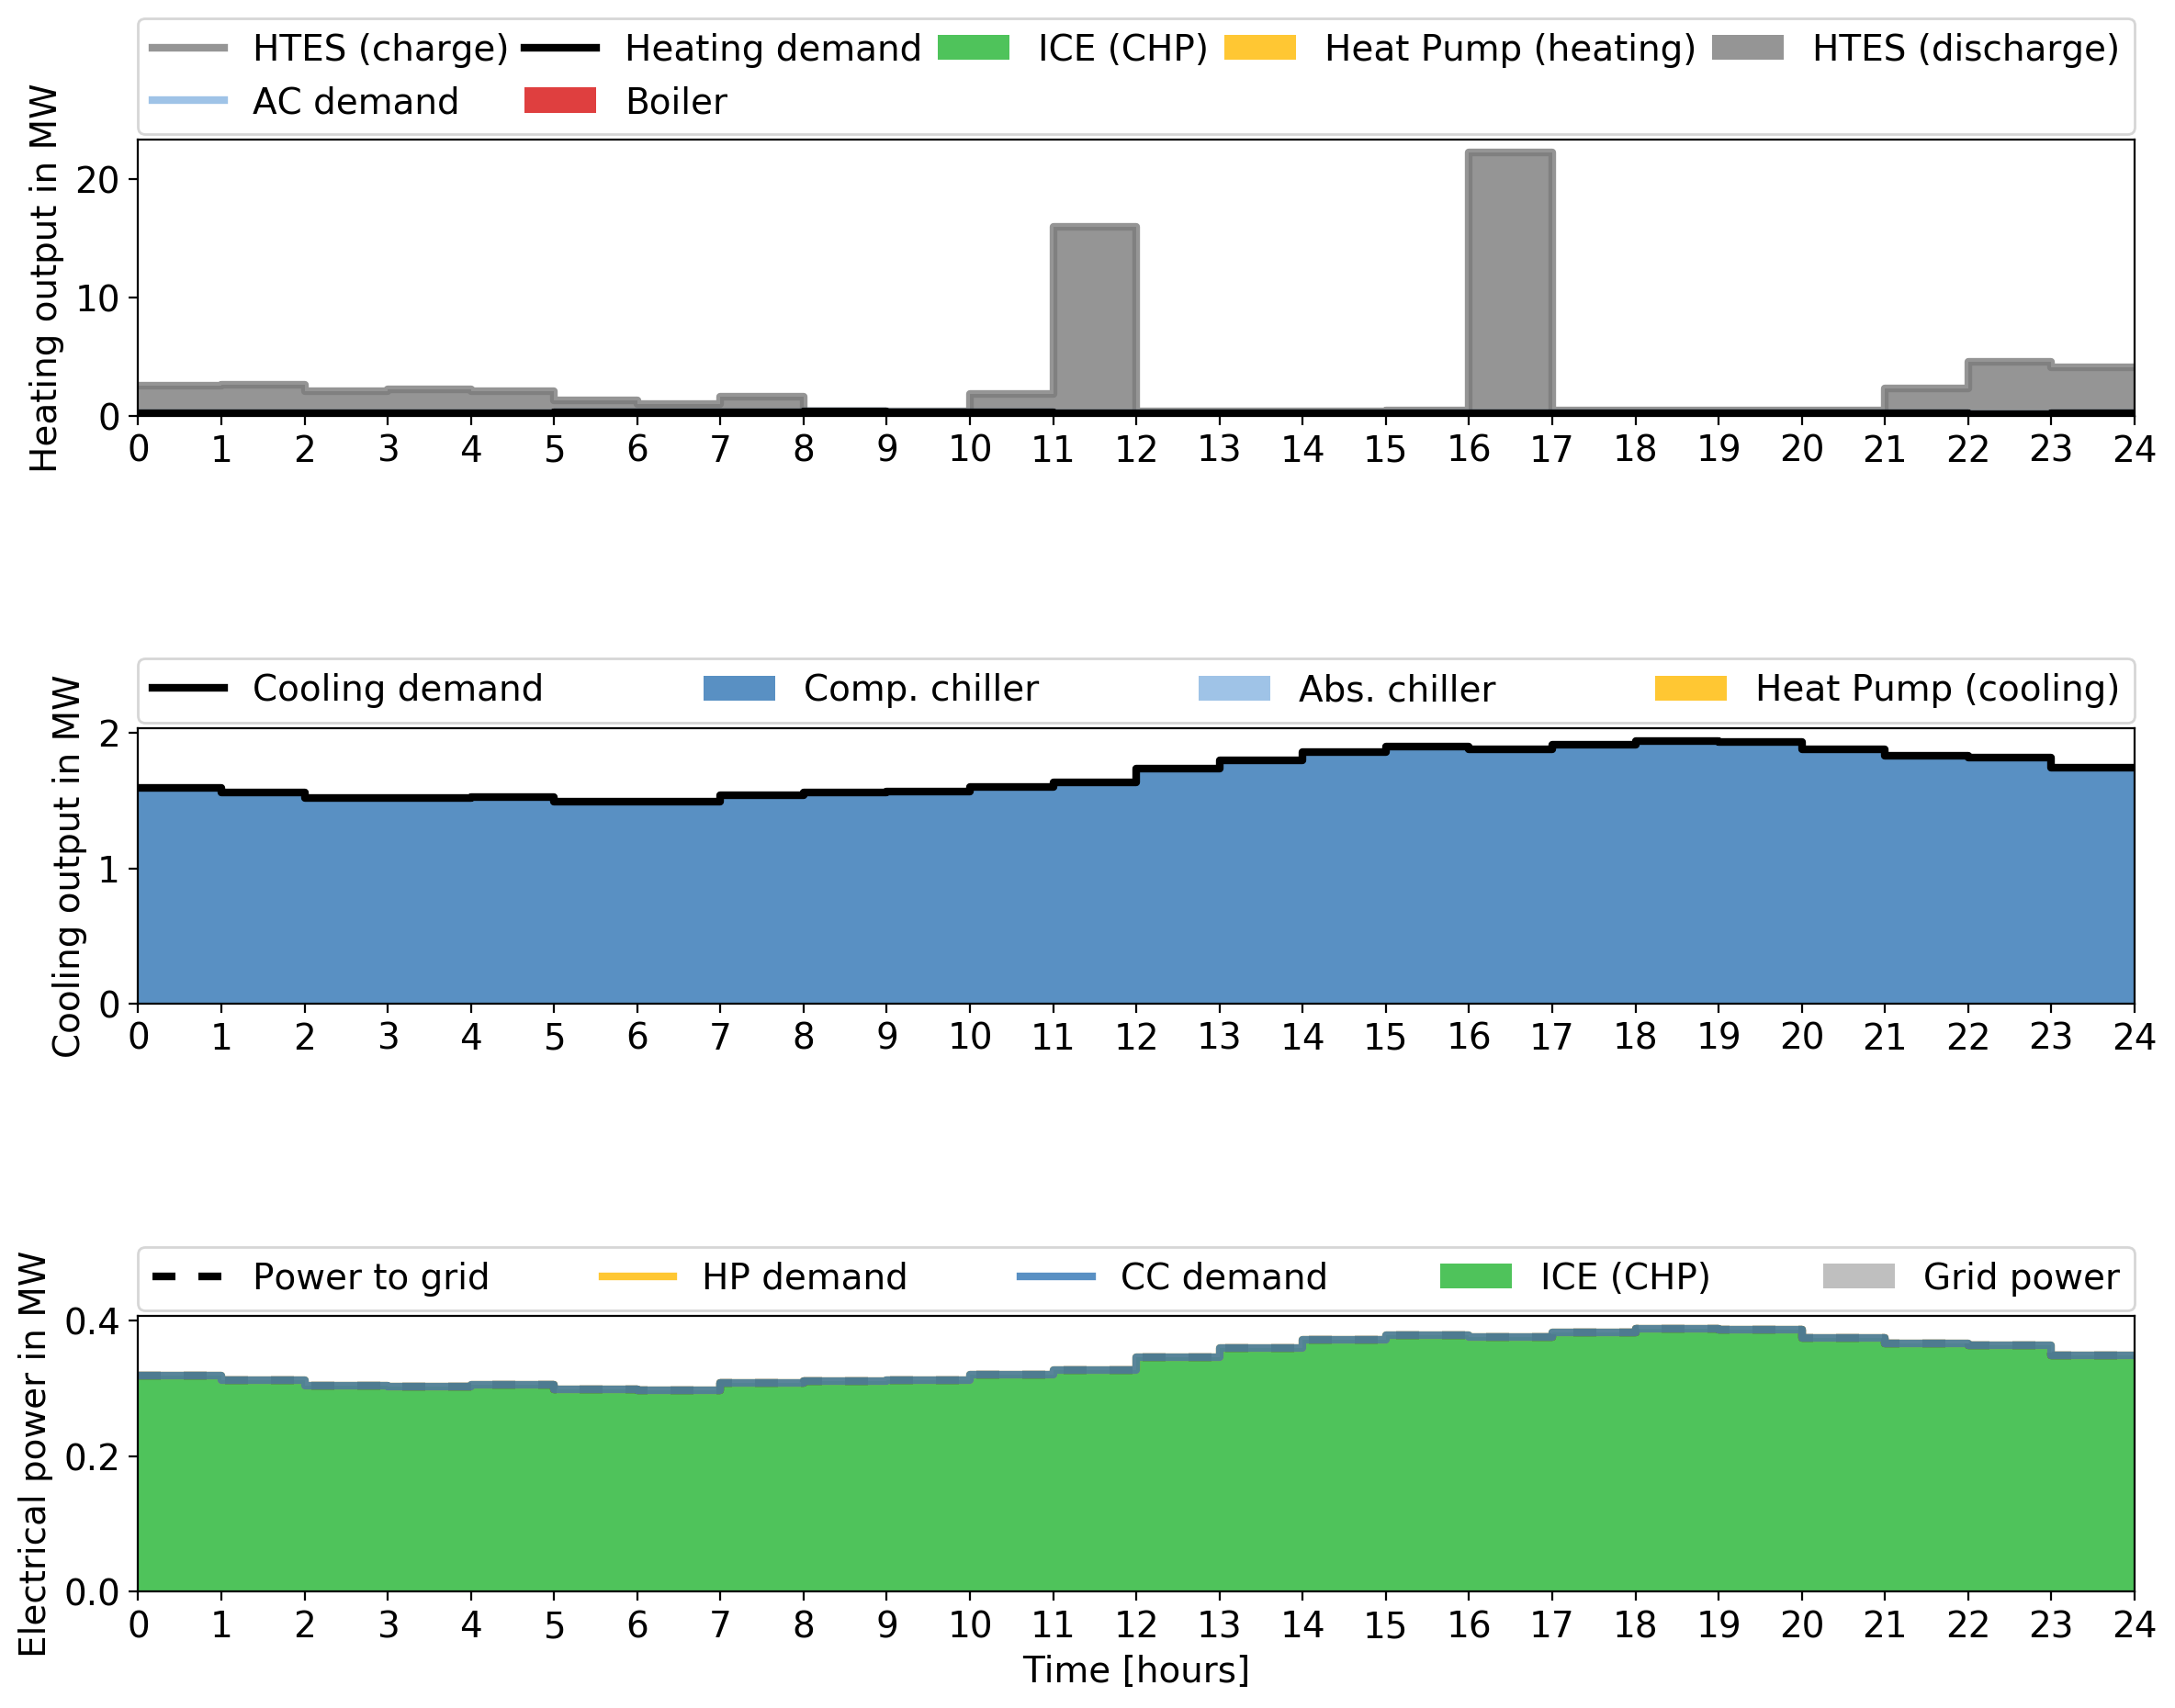 HTES (charge) Heating demand ICE (CHP) Heat Pump (heating) HTES (discharge)
AC demand Boiler
Heating output in MW
20
10
0
0 1 2 3 4 5 6 7 8 9 10 11 12 13 14 15 16 17 18 19 20 21 22 23 24
Cooling demand Comp. chiller Abs. chiller Heat Pump (cooling)
Cooling output in MW
2
1
0
0 1 2 3 4 5 6 7 8 9 10 11 12 13 14 15 16 17 18 19 20 21 22 23 24
Power to grid HP demand CC demand ICE (CHP) Grid power
Electrical power in MW
0.4
0.2
0.0
0 1 2 3 4 5 6 7 8 9 10 11 12 13 14 15 16 17 18 19 20 21 22 23 24
Time [hours]